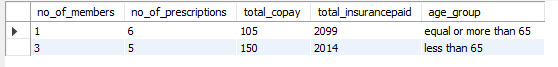 no_of_members no_of_prescriptions total_copay total_insurancepaid age_group
1 6 105 2099 equal or more than 65
3 5 150 2014 less than 65